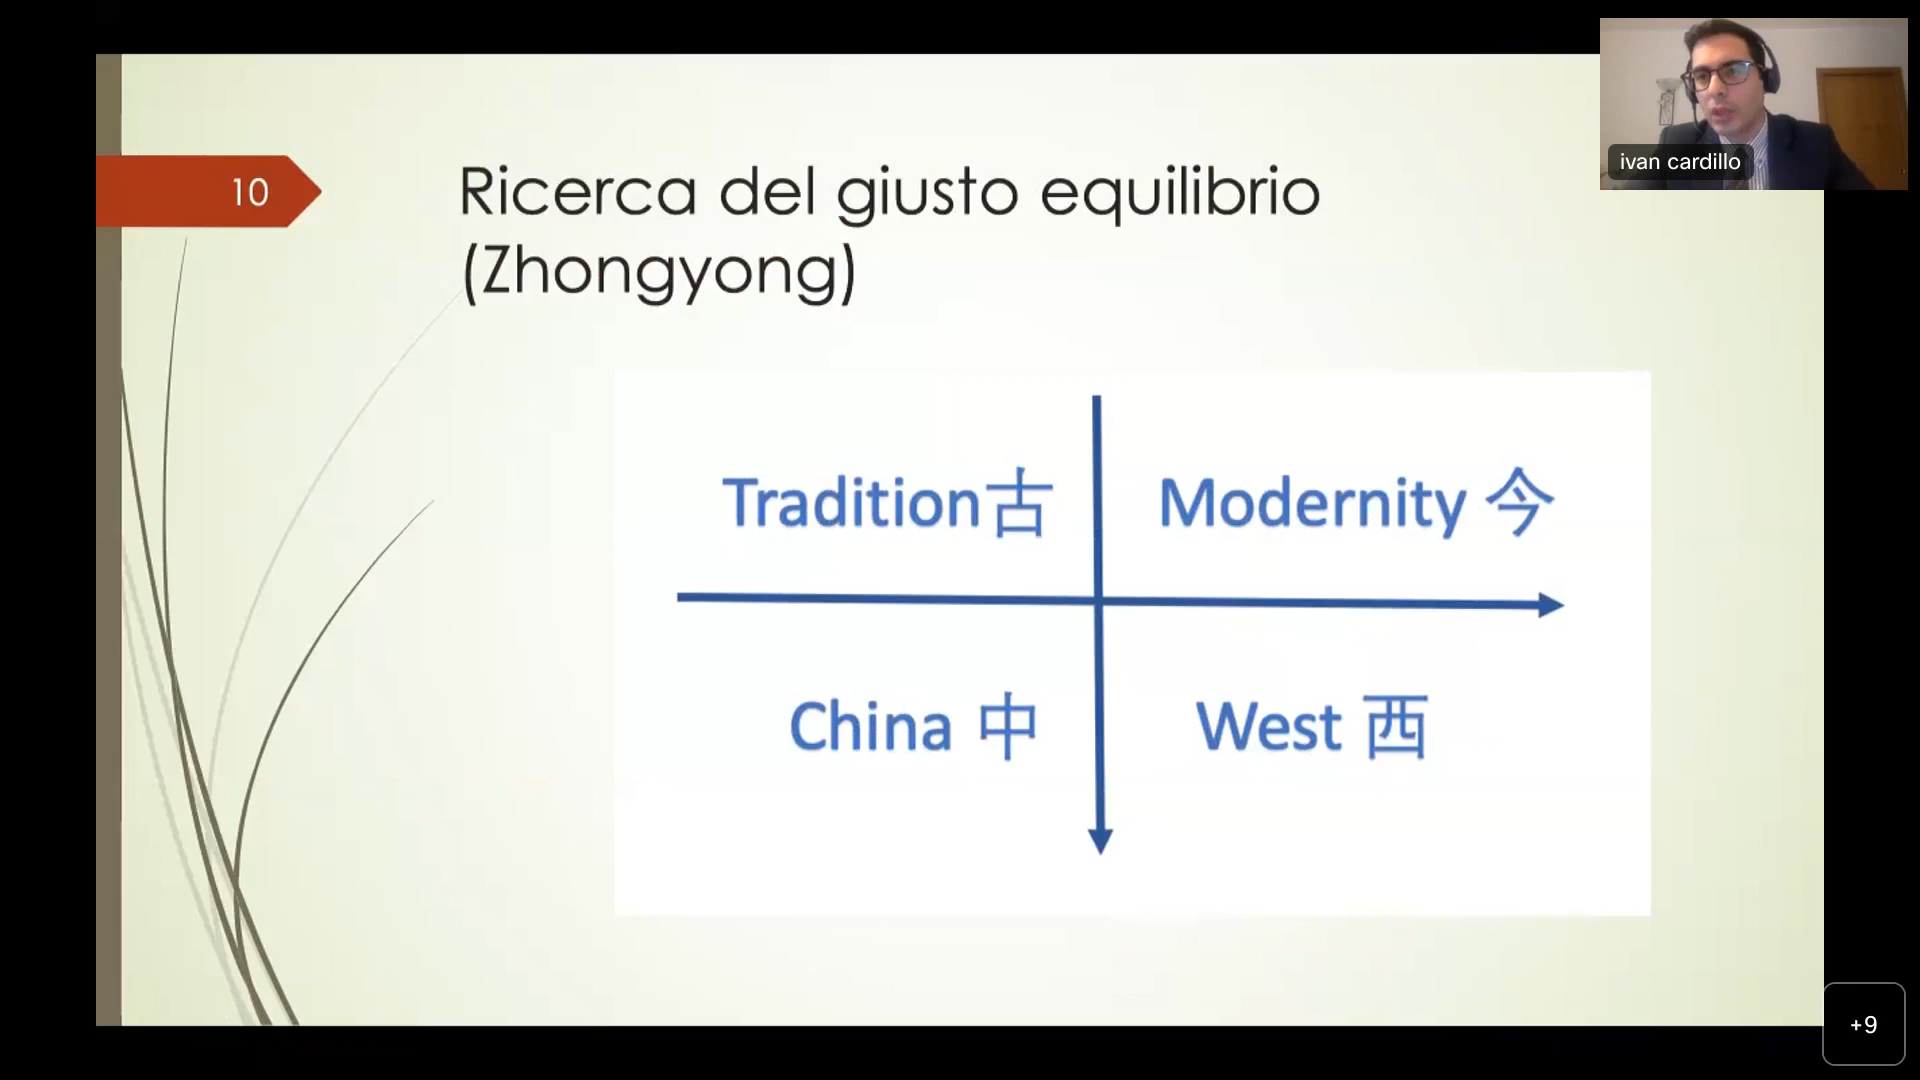 ivan cardillo
10
Ricerca del giusto equilibrio
(Zhongyong)
Tradition古
Modernity 今
China 中
West 西
+9